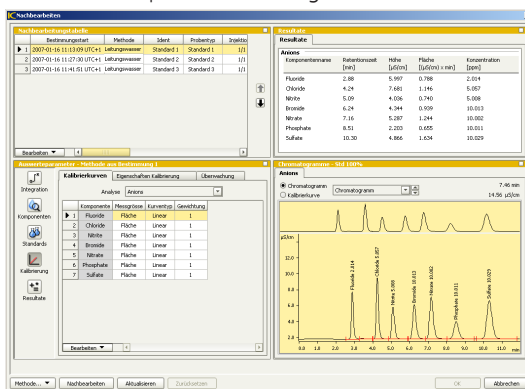 Nachbearbeiten
Nachbearbeitungstabelle
Bestimmungsstart Methode Ident Probentyp Injektio
1 2007-01-16 11:13:09 UTC+1 Leitungswasser Standard 1 Standard 1 1/1
2 2007-01-16 11:27:30 UTC+1 Leitungswasser Standard 2 Standard 2 1/1
3 2007-01-16 11:41:51 UTC+1 Leitungswasser Standard 3 Standard 3 1/1
Bearbeiten
Resultate
Resultate
Anions
Komponentenname Retentionszeit Höhe Fläche Konzentration
[min] [µS/cm] [(µS/cm) x min] [ppm]
Fluoride 2.88 5.997 0.788 2.014
Chloride 4.24 7.681 1.146 5.057
Nitrite 5.09 4.036 0.740 5.008
Bromide 6.24 4.344 0.939 10.013
Nitrate 7.16 5.287 1.244 10.002
Phosphate 8.51 2.203 0.655 10.011
Sulfate 10.30 4.866 1.634 10.029
Auswerteparameter - Methode aus Bestimmung 1
Integration
Komponenten
Standards
Kalibrierung
Resultate
Kalibrierkurven Eigenschaften Kalibrierung Überwachung
Analyse Anions
Komponente Messgrösse Kurventyp Gewichtung
1 Fluoride Fläche Linear 1
2 Chloride Fläche Linear 1
3 Nitrite Fläche Linear 1
4 Bromide Fläche Linear 1
5 Nitrate Fläche Linear 1
6 Phosphate Fläche Linear 1
7 Sulfate Fläche Linear 1
Bearbeiten
Chromatogramme - Std 100%
Anions
Chromatogramm Chromatogramm 7.46 min
Kalibrierkurve 14.56 µS/cm
µS/cm
12.0
10.0
8.0
6.0
4.0
2.0
Fluoride 2.014
Chloride 5.057
Nitrite 5.008
Bromide 10.013
Nitrate 10.002
Phosphate 10.011
Sulfate 10.029
0.0 1.0 2.0 3.0 4.0 5.0 6.0 7.0 8.0 9.0 10.0 11.0 min
Methode... Nachbearbeiten Aktualisieren Zurücksetzen OK Abbrechen